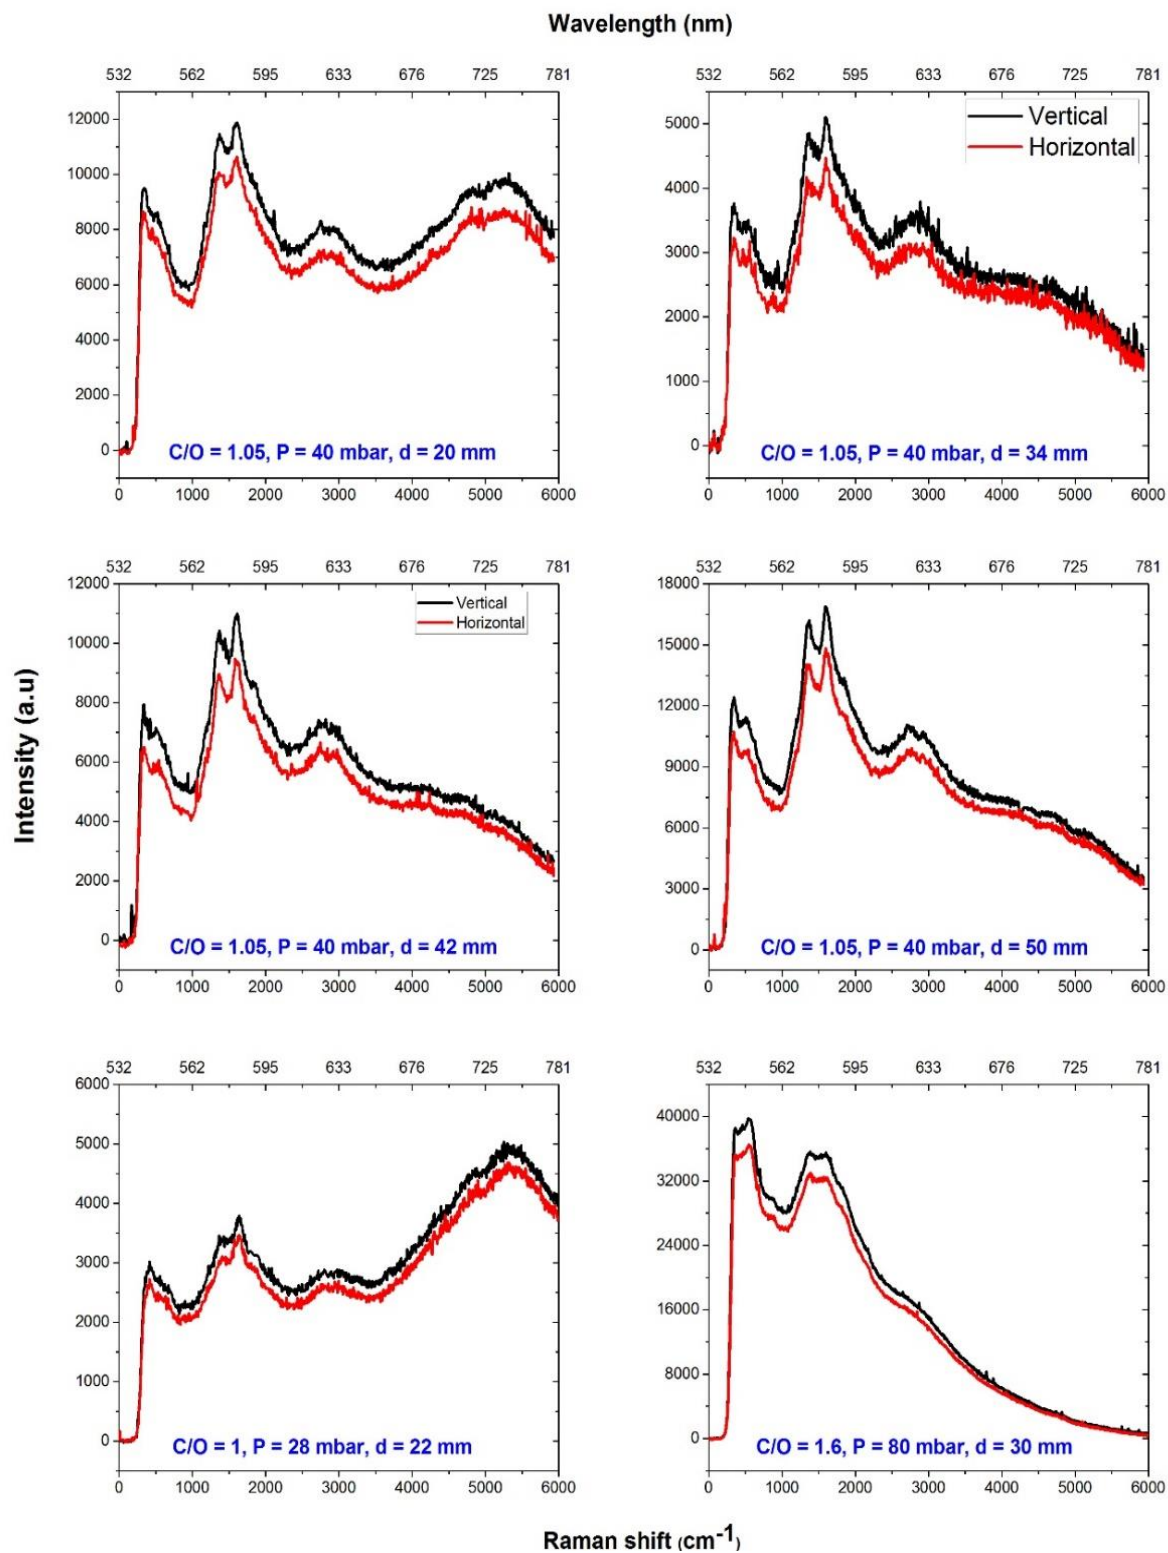 Wavelength (nm)
532 562 595 633 676 725 781
532 562 595 633 676 725 781
12000
10000
8000
6000
4000
2000
0
C/O = 1.05, P = 40 mbar, d = 20 mm
0 1000 2000 3000 4000 5000 6000
Vertical
Horizontal
5000
4000
3000
2000
1000
0
C/O = 1.05, P = 40 mbar, d = 34 mm
0 1000 2000 3000 4000 5000 6000
Intensity (a.u)
532 562 595 633 676 725 781
532 562 595 633 676 725 781
12000
10000
8000
6000
4000
2000
0
Vertical
Horizontal
C/O = 1.05, P = 40 mbar, d = 42 mm
0 1000 2000 3000 4000 5000 6000
18000
15000
12000
9000
6000
3000
0
C/O = 1.05, P = 40 mbar, d = 50 mm
0 1000 2000 3000 4000 5000 6000
532 562 595 633 676 725 781
532 562 595 633 676 725 781
6000
5000
4000
3000
2000
1000
0
C/O = 1, P = 28 mbar, d = 22 mm
0 1000 2000 3000 4000 5000 6000
40000
32000
24000
16000
8000
0
C/O = 1.6, P = 80 mbar, d = 30 mm
0 1000 2000 3000 4000 5000 6000
Raman shift (cm⁻¹)